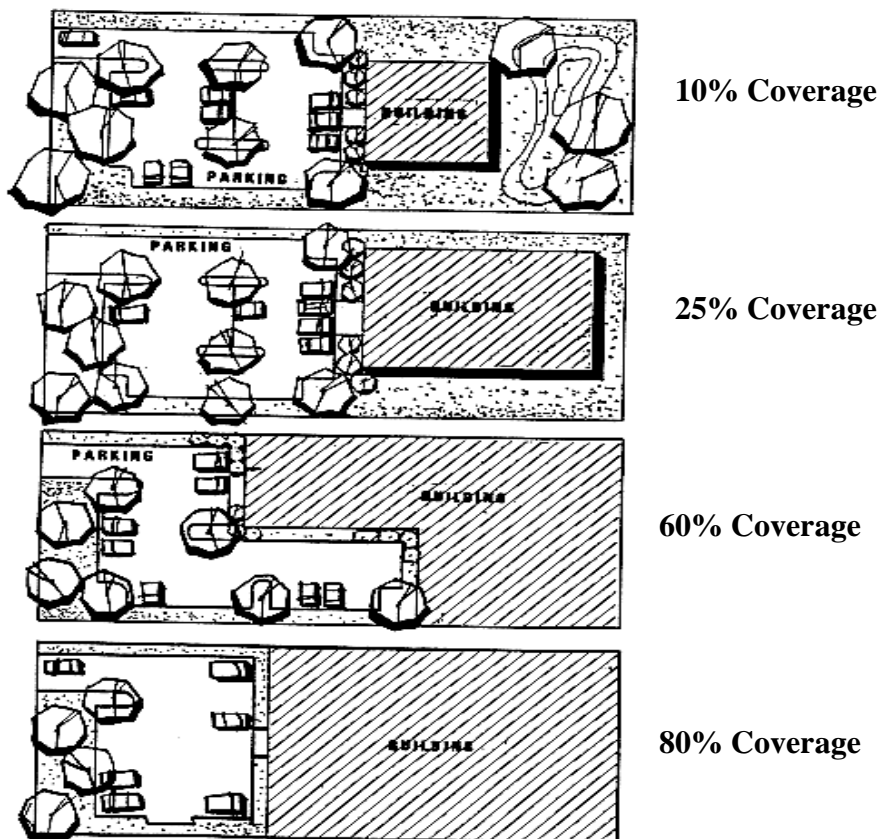 10% Coverage
BUILDING
PARKING
PARKING
25% Coverage
BUILDING
PARKING
BUILDING
60% Coverage
BUILDING
80% Coverage